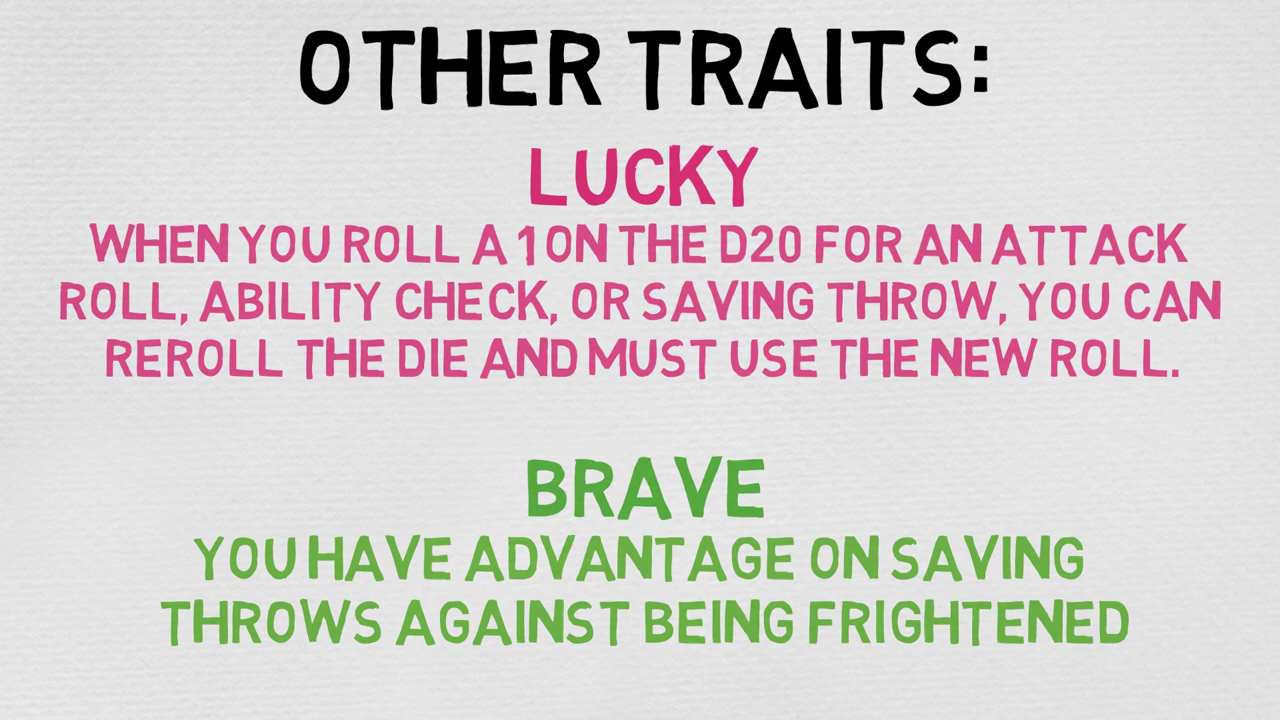 OTHER TRAITS:
LUCKY
WHEN YOU ROLL A 1 ON THE D20 FOR AN ATTACK
ROLL, ABILITY CHECK, OR SAVING THROW, YOU CAN
REROLL THE DIE AND MUST USE THE NEW ROLL.
BRAVE
YOU HAVE ADVANTAGE ON SAVING
THROWS AGAINST BEING FRIGHTENED